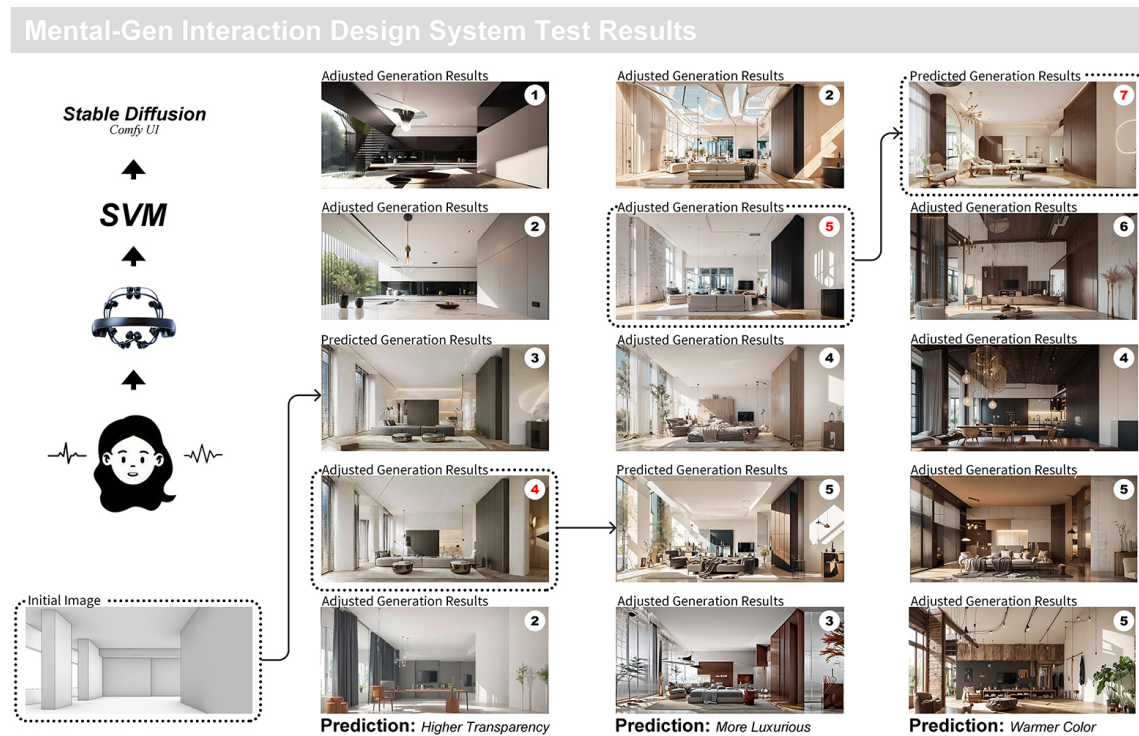 Mental-Gen Interaction Design System Test Results
Stable Diffusion
Comfy UI
SVM
Initial Image
Adjusted Generation Results
1
Adjusted Generation Results
2
Predicted Generation Results
3
Adjusted Generation Results
4
Adjusted Generation Results
2
Prediction: Higher Transparency
Adjusted Generation Results
2
Adjusted Generation Results
5
Adjusted Generation Results
4
Predicted Generation Results
5
Adjusted Generation Results
3
Prediction: More Luxurious
Predicted Generation Results
7
Adjusted Generation Results
6
Adjusted Generation Results
4
Adjusted Generation Results
5
Adjusted Generation Results
5
Prediction: Warmer Color